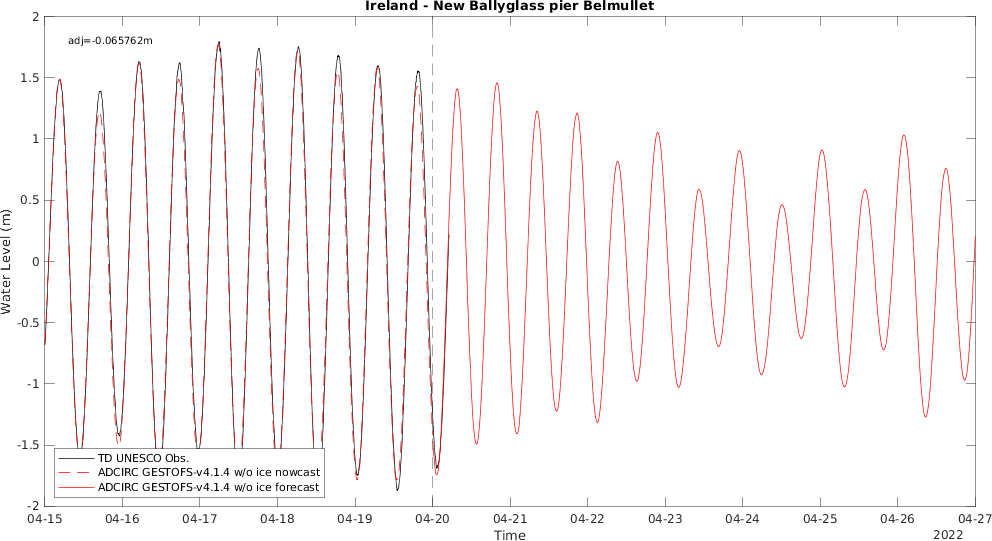 Ireland - New Ballyglass pier Belmullet
adj=-0.065762m
2
1.5
1
0.5
0
-0.5
-1
-1.5
-2
Water Level (m)
TD UNESCO Obs.
ADCIRC GESTOFS-v4.1.4 w/o ice nowcast
ADCIRC GESTOFS-v4.1.4 w/o ice forecast
04-15 04-16 04-17 04-18 04-19 04-20 04-21 04-22 04-23 04-24 04-25 04-26 04-27
Time
2022